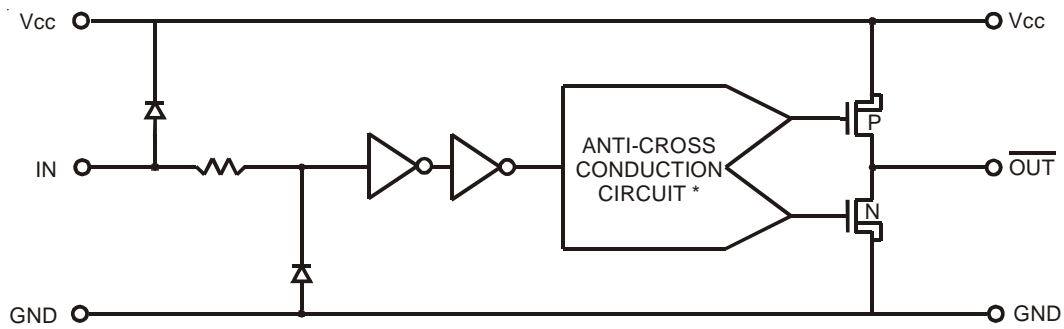 Vcc
Vcc
P
ANTI-CROSS
CONDUCTION
CIRCUIT *
IN
OUT
N
GND
GND